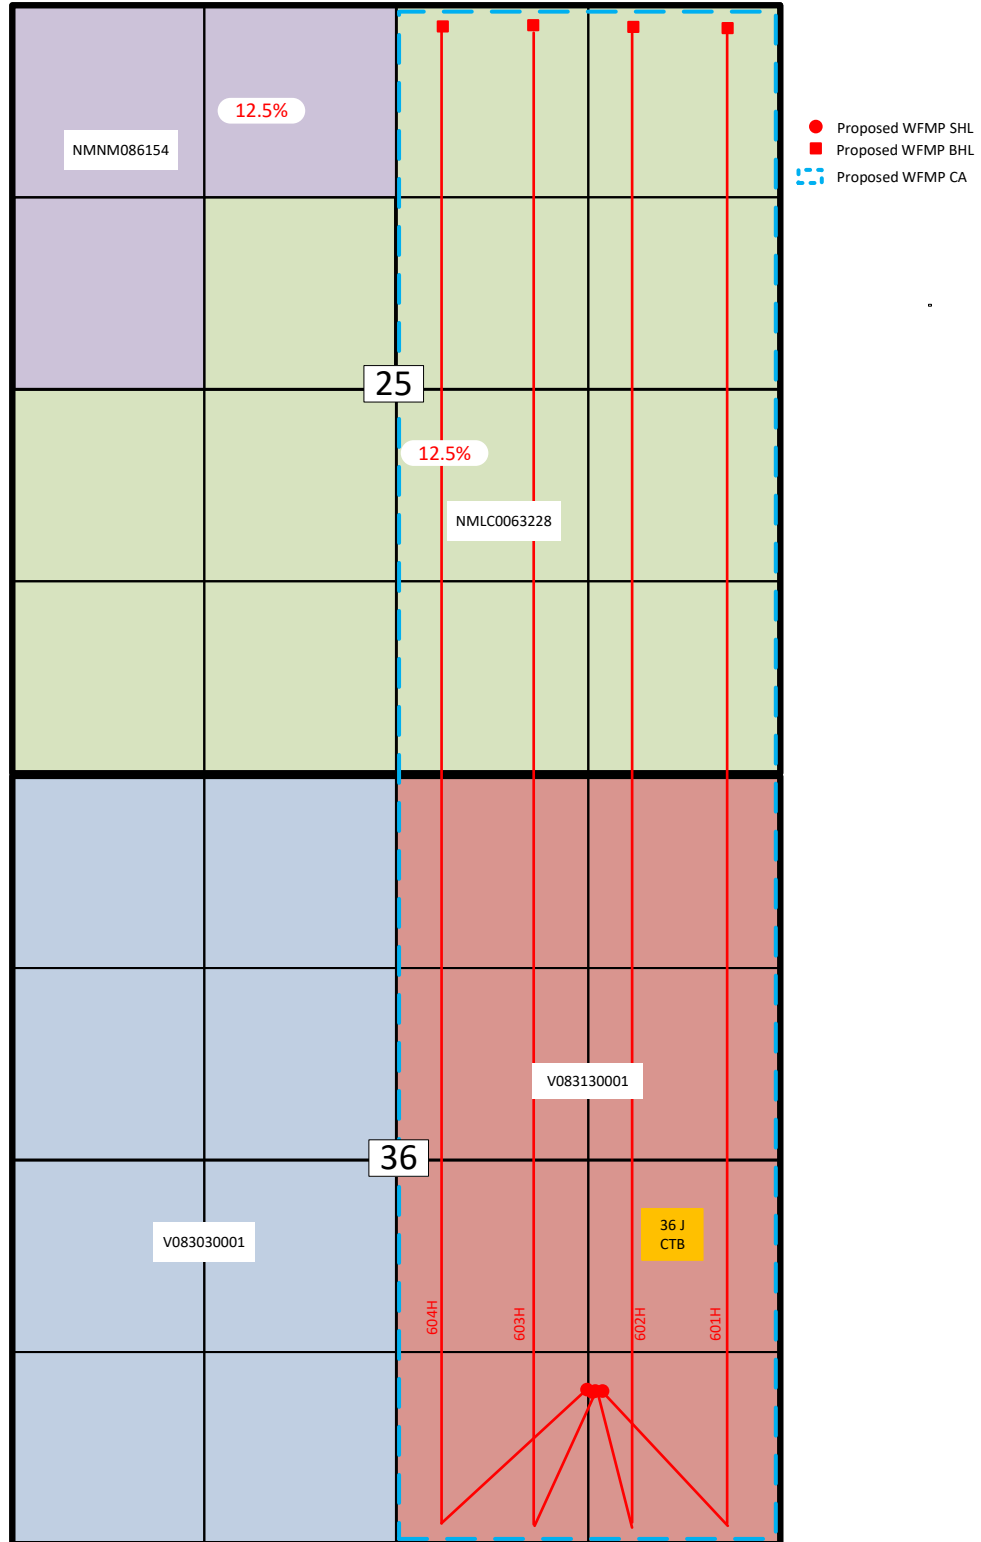 12.5%
NMNM086154
Proposed WFMP SHL
Proposed WFMP BHL
Proposed WFMP CA
25
12.5%
NMLC0063228
V083130001
36
V083030001
36 J
CTB
604H
603H
602H
601H